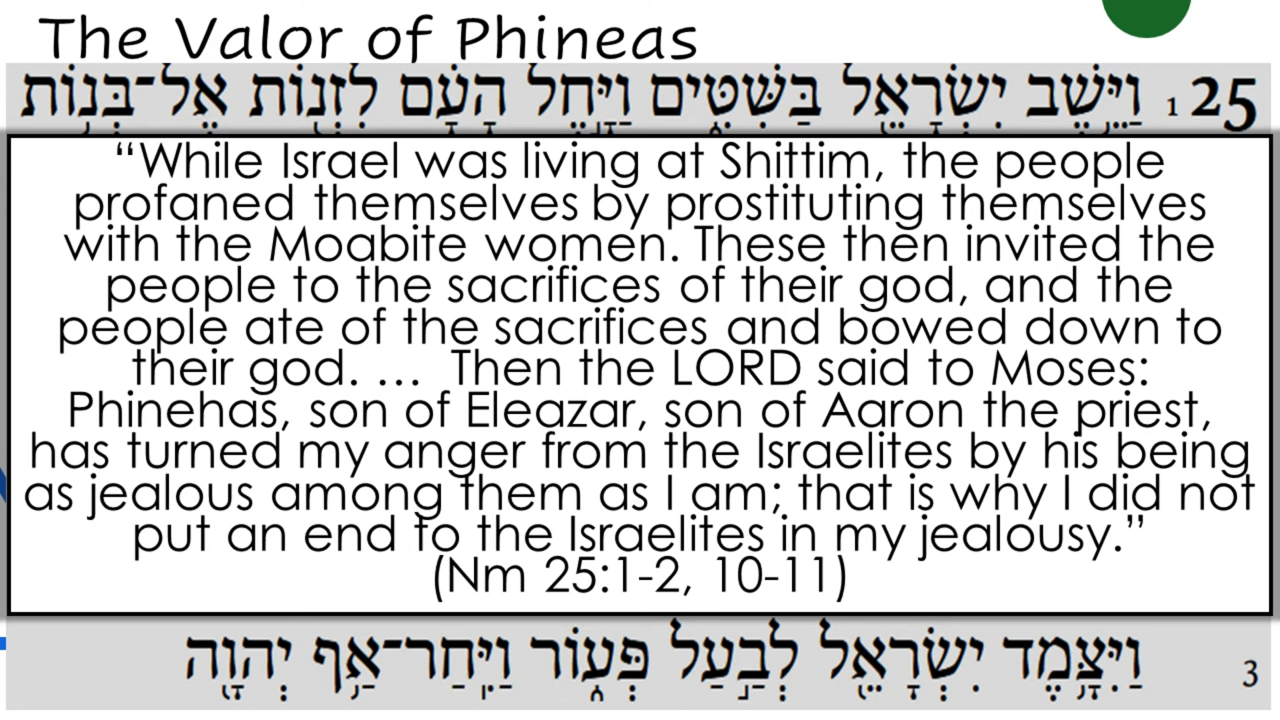 The Valor of Phineas
25 1 וַיֵּ֥שֶׁב יִשְׂרָאֵ֖ל בַּשִּׁטִּ֑ים וַיָּ֣חֶל הָעָ֔ם לִזְנ֖וֹת אֶל־בְּנ֥וֹת
“While Israel was living at Shittim, the people
profaned themselves by prostituting themselves
with the Moabite women. These then invited the
people to the sacrifices of their god, and the
people ate of the sacrifices and bowed down to
their god. … Then the LORD said to Moses:
Phinehas, son of Eleazar, son of Aaron the priest,
has turned my anger from the Israelites by his being
as jealous among them as I am; that is why I did not
put an end to the Israelites in my jealousy.”
(Nm 25:1-2, 10-11)
3 וַיִּצָּ֥מֶד יִשְׂרָאֵ֖ל לְבַ֣עַל פְּע֑וֹר וַיִּֽחַר־אַ֥ף יְהוָ֖ה